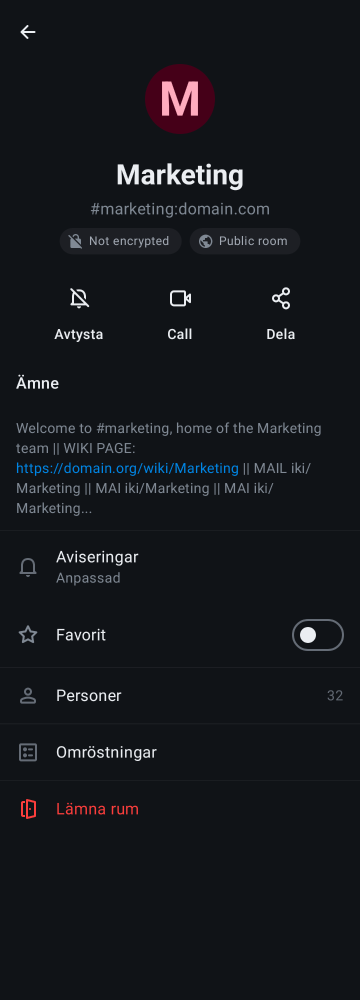 M
Marketing
#marketing:domain.com
Not encrypted
Public room
Avtysta
Call
Dela
Ämne
Welcome to #marketing, home of the Marketing
team || WIKI PAGE:
https://domain.org/wiki/Marketing || MAIL iki/
Marketing || MAI iki/Marketing || MAI iki/
Marketing...
Aviseringar
Anpassad
Favorit
Personer
32
Omröstningar
Lämna rum